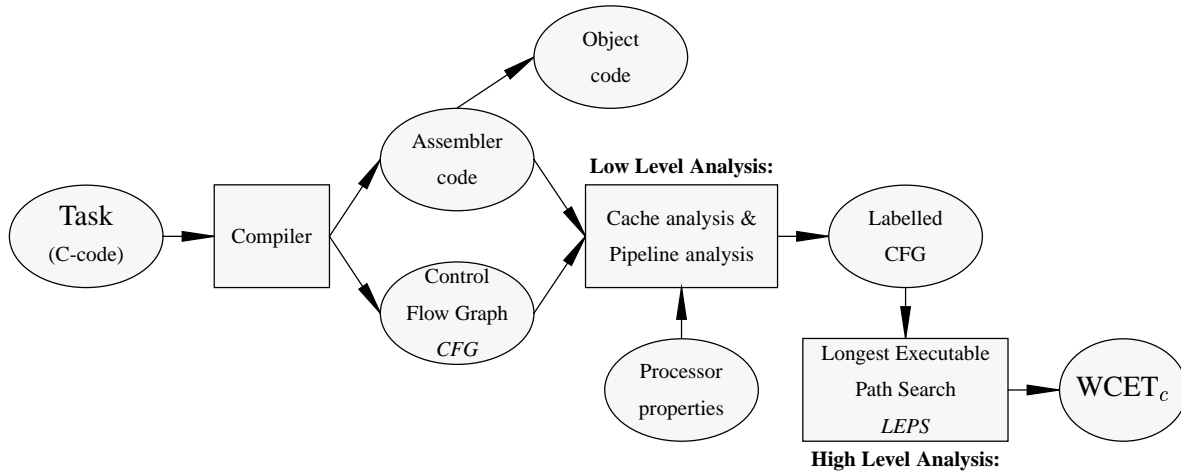 Object
code
Assembler
code
Low Level Analysis:
Task
(C-code)
Compiler
Cache analysis &
Pipeline analysis
Labelled
CFG
Control
Flow Graph
CFG
Processor
properties
Longest Executable
Path Search
LEPS
WCETc
High Level Analysis: